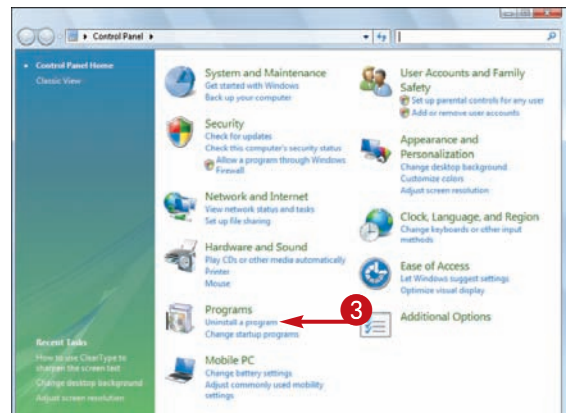 Control Panel
Control Panel Home
Classic View
System and Maintenance
Get started with Windows
Back up your computer
Security
Check for updates
Check this computer's security status
Allow a program through Windows
Firewall
Network and Internet
View network status and tasks
Set up file sharing
Hardware and Sound
Play CDs or other media automatically
Printer
Mouse
Programs
Uninstall a program
Change startup programs
3
Mobile PC
Change battery settings
Adjust commonly used mobility
settings
User Accounts and Family
Safety
Set up parental controls for any user
Add or remove user accounts
Appearance and
Personalization
Change desktop background
Customize colors
Adjust screen resolution
Clock, Language, and Region
Change keyboards or other input
methods
Ease of Access
Let Windows suggest settings
Optimize visual display
Additional Options
Recent Tasks
How to use ClearType to
sharpen the screen text
Change desktop background
Adjust screen resolution